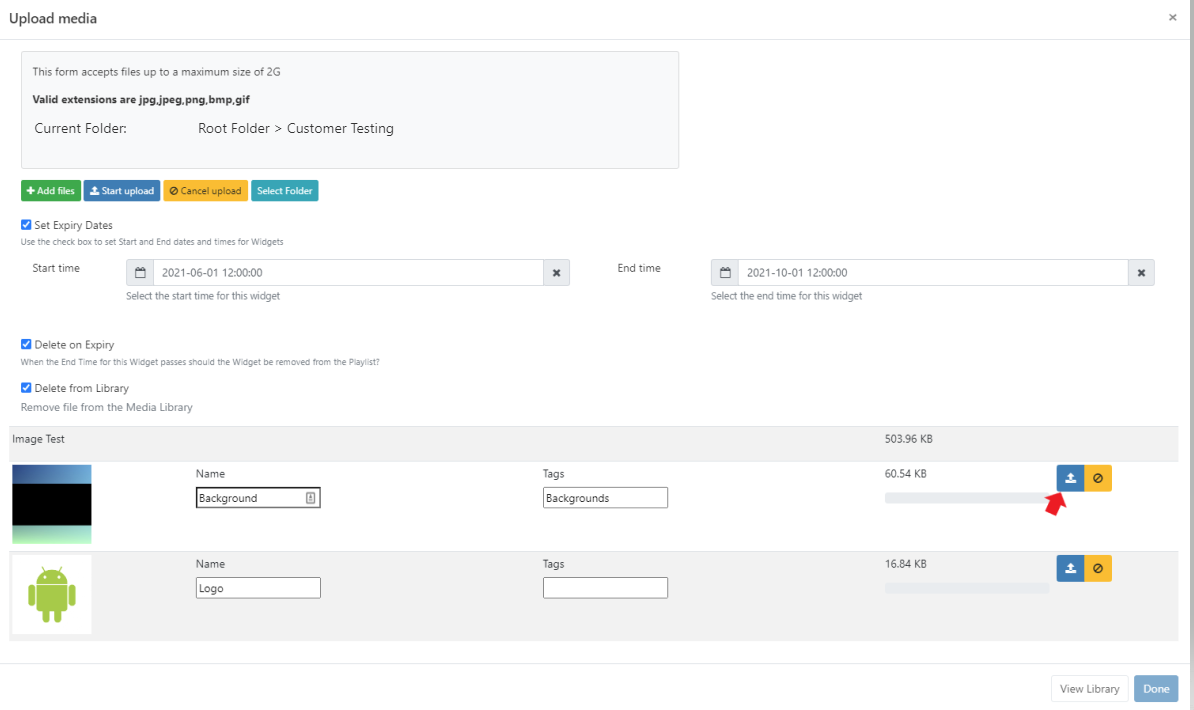 Upload media
×
This form accepts files up to a maximum size of 2G
Valid extensions are jpg,jpeg,png,bmp,gif
Current Folder: Root Folder > Customer Testing
Add files Start upload Cancel upload Select Folder
Set Expiry Dates
Use the check box to set Start and End dates and times for Widgets
Start time 2021-06-01 12:00:00 End time 2021-10-01 12:00:00
Select the start time for this widget Select the end time for this widget
Delete on Expiry
When the End Time for this Widget passes should the Widget be removed from the Playlist?
Delete from Library
Remove file from the Media Library
Image Test 503.96 KB
Name Tags 60.54 KB
Background Backgrounds
Name Tags 16.84 KB
Logo
View Library Done